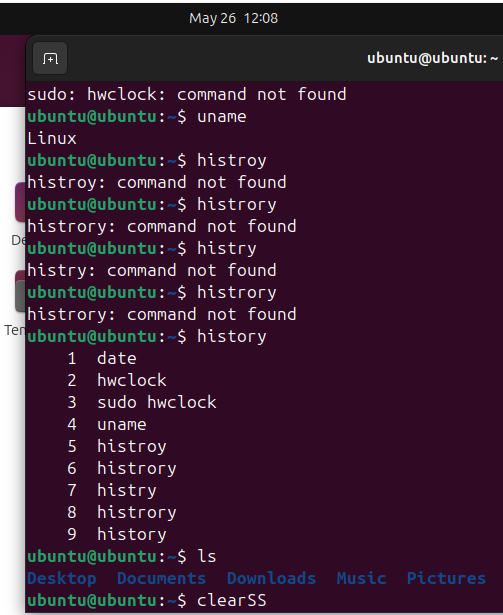 May 26 12:08
ubuntu@ubuntu: ~
sudo: hwclock: command not found
ubuntu@ubuntu:~$ uname
Linux
ubuntu@ubuntu:~$ histroy
histroy: command not found
ubuntu@ubuntu:~$ histrory
histrory: command not found
ubuntu@ubuntu:~$ histry
histry: command not found
ubuntu@ubuntu:~$ histrory
histrory: command not found
ubuntu@ubuntu:~$ history
1 date
2 hwclock
3 sudo hwclock
4 uname
5 histroy
6 histrory
7 histry
8 histrory
9 history
ubuntu@ubuntu:~$ ls
Desktop Documents Downloads Music Pictures
ubuntu@ubuntu:~$ clearSS